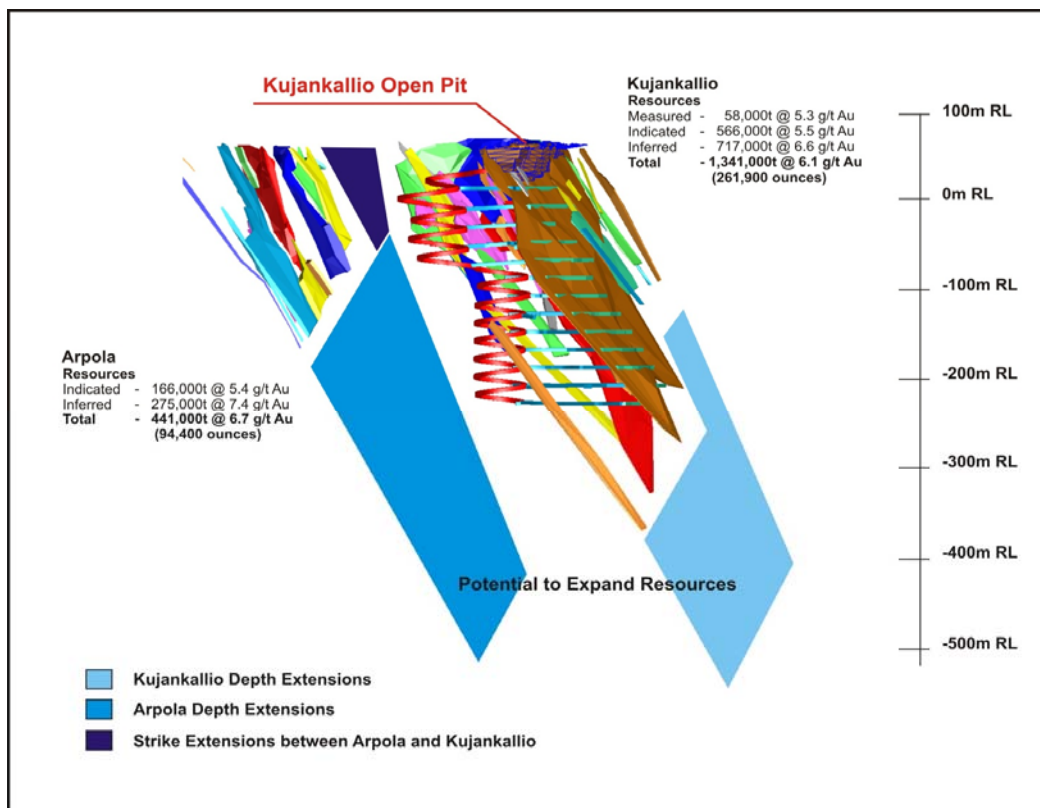 Kujankallio Open Pit
Kujankallio
Resources
Measured - 58,000t @ 5.3 g/t Au
Indicated - 566,000t @ 5.5 g/t Au
Inferred - 717,000t @ 6.6 g/t Au
Total - 1,341,000t @ 6.1 g/t Au
(261,900 ounces)
100m RL
0m RL
-100m RL
-200m RL
-300m RL
-400m RL
-500m RL
Arpola
Resources
Indicated - 166,000t @ 5.4 g/t Au
Inferred - 275,000t @ 7.4 g/t Au
Total - 441,000t @ 6.7 g/t Au
(94,400 ounces)
Potential to Expand Resources
Kujankallio Depth Extensions
Arpola Depth Extensions
Strike Extensions between Arpola and Kujankallio